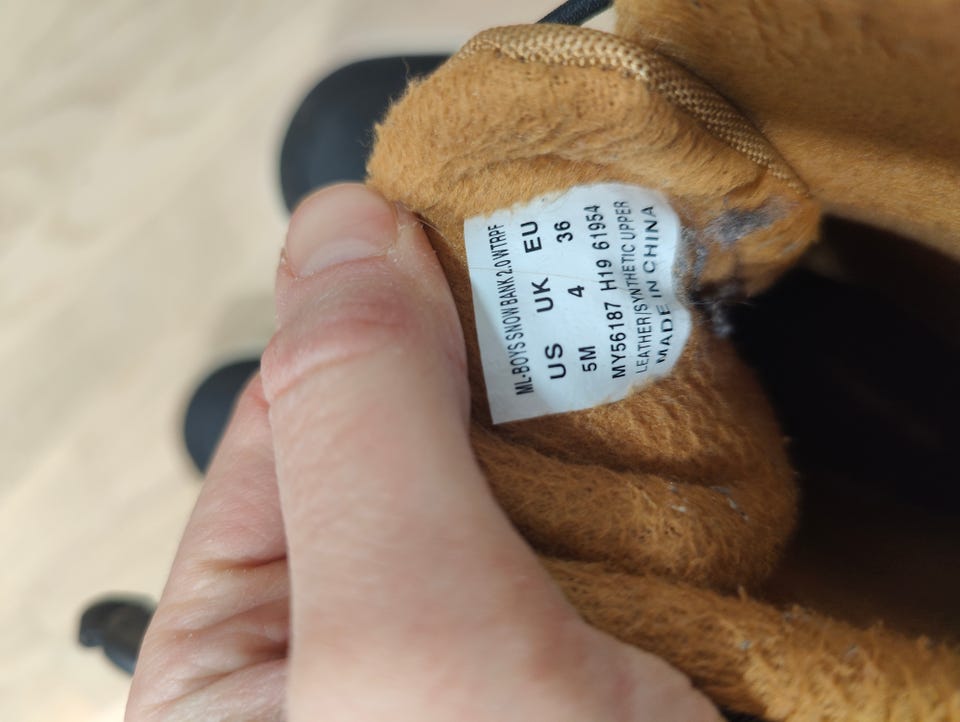 ML-BOYS SNOW BANK 2.0 WTRPF
US UK EU
5M 4 36
MY56187 H19 61954
LEATHER/SYNTHETIC UPPER
MADE IN CHINA